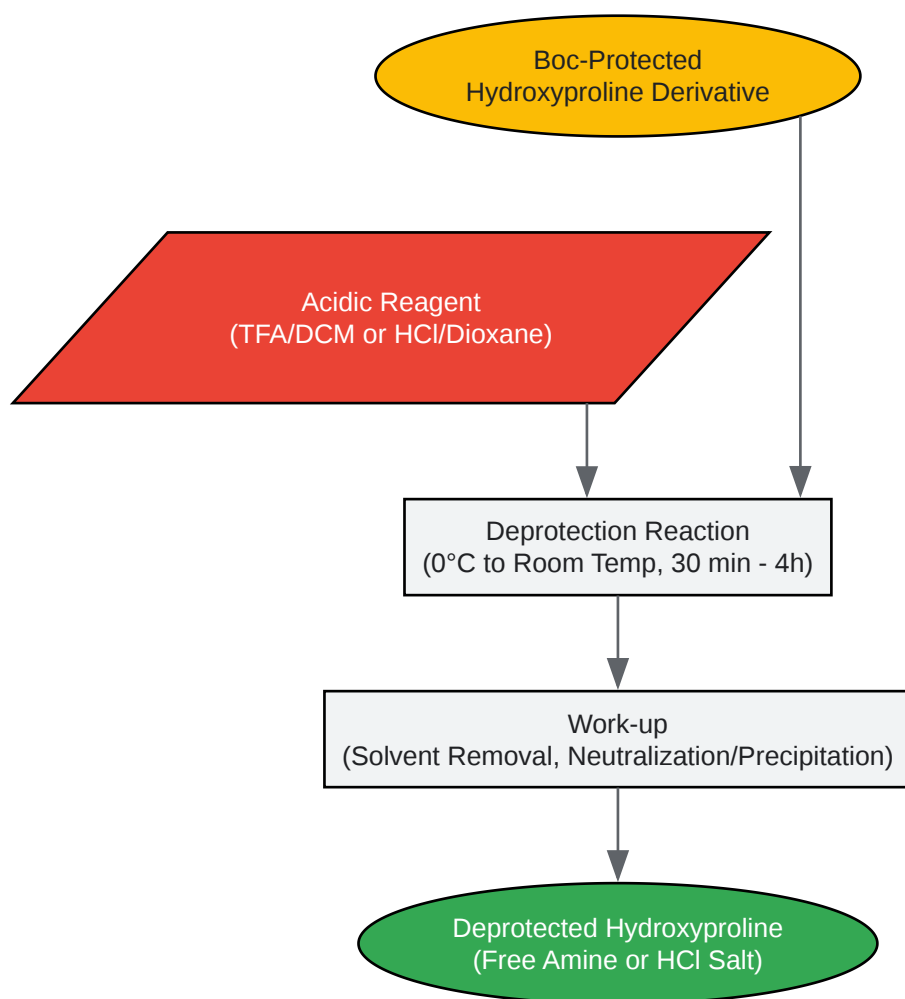 Boc-Protected
Hydroxyproline Derivative
Acidic Reagent
(TFA/DCM or HCl/Dioxane)
Deprotection Reaction
(0°C to Room Temp, 30 min - 4h)
Work-up
(Solvent Removal, Neutralization/Precipitation)
Deprotected Hydroxyproline
(Free Amine or HCl Salt)